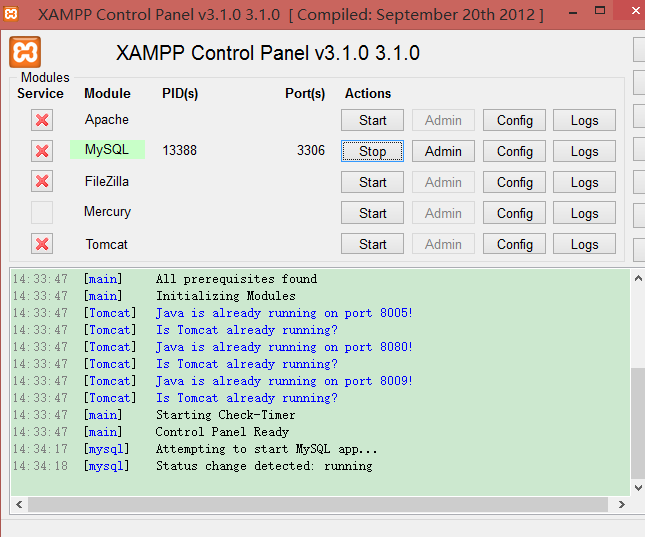 XAMPP Control Panel v3.1.0 3.1.0 [ Compiled: September 20th 2012 ]
XAMPP Control Panel v3.1.0 3.1.0
Modules
Service Module PID(s) Port(s) Actions
Apache Start Admin Config Logs
MySQL 13388 3306 Stop Admin Config Logs
FileZilla Start Admin Config Logs
Mercury Start Admin Config Logs
Tomcat Start Admin Config Logs
14:33:47 [main] All prerequisites found
14:33:47 [main] Initializing Modules
14:33:47 [Tomcat] Java is already running on port 8005!
14:33:47 [Tomcat] Is Tomcat already running?
14:33:47 [Tomcat] Java is already running on port 8080!
14:33:47 [Tomcat] Is Tomcat already running?
14:33:47 [Tomcat] Java is already running on port 8009!
14:33:47 [Tomcat] Is Tomcat already running?
14:33:47 [main] Starting Check-Timer
14:33:47 [main] Control Panel Ready
14:34:17 [mysql] Attempting to start MySQL app...
14:34:18 [mysql] Status change detected: running